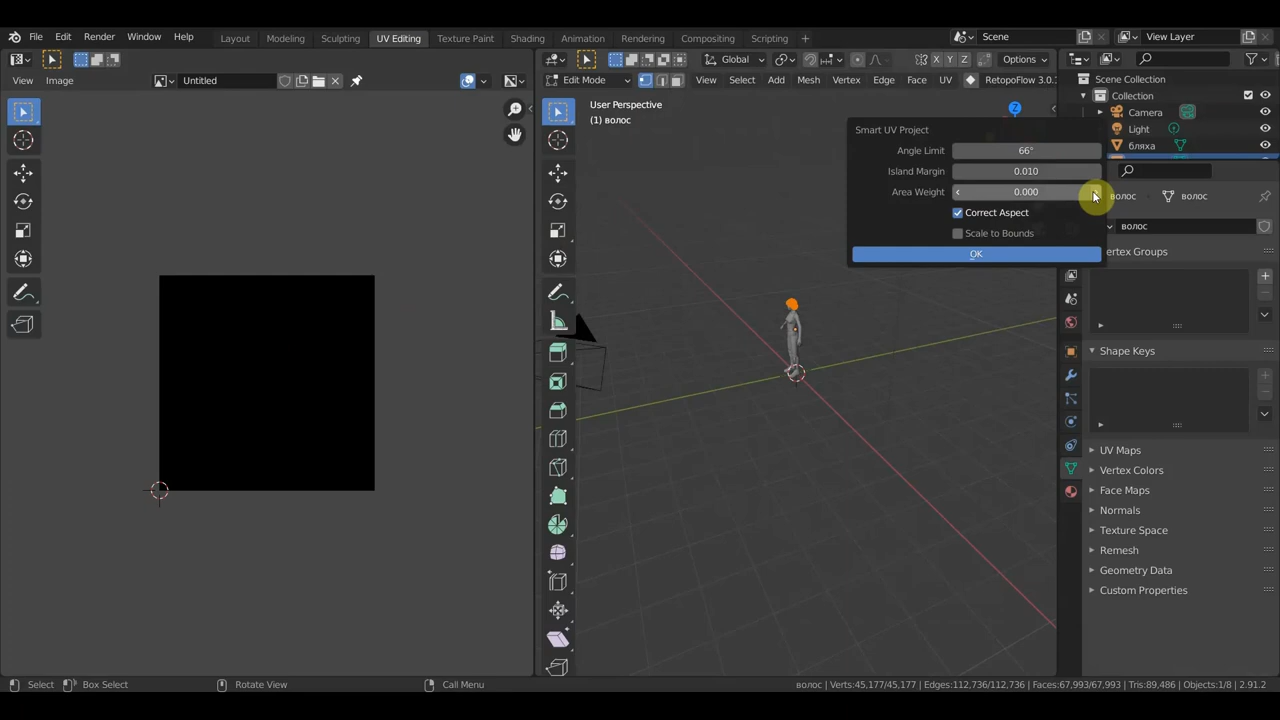 File Edit Render Window Help Layout Modeling Sculpting UV Editing Texture Paint Shading Animation Rendering Compositing Scripting + Scene View Layer
Global X Y Z Options
View Image Untitled Edit Mode View Select Add Mesh Vertex Edge Face UV RetopoFlow 3.0. Scene Collection
Collection
User Perspective
(1) волос
Z
Camera
Smart UV Project
Light
Angle Limit 66°
бляха
Island Margin 0.010
Area Weight 0.000
волос волос
Correct Aspect
волос
Scale to Bounds
OK
ertex Groups
Shape Keys
UV Maps
Vertex Colors
Face Maps
Normals
Texture Space
Remesh
Geometry Data
Custom Properties
Select Box Select Rotate View Call Menu волос | Verts:45,177/45,177 | Edges:112,736/112,736 | Faces:67,993/67,993 | Tris:89,486 | Objects:1/8 | 2.91.2